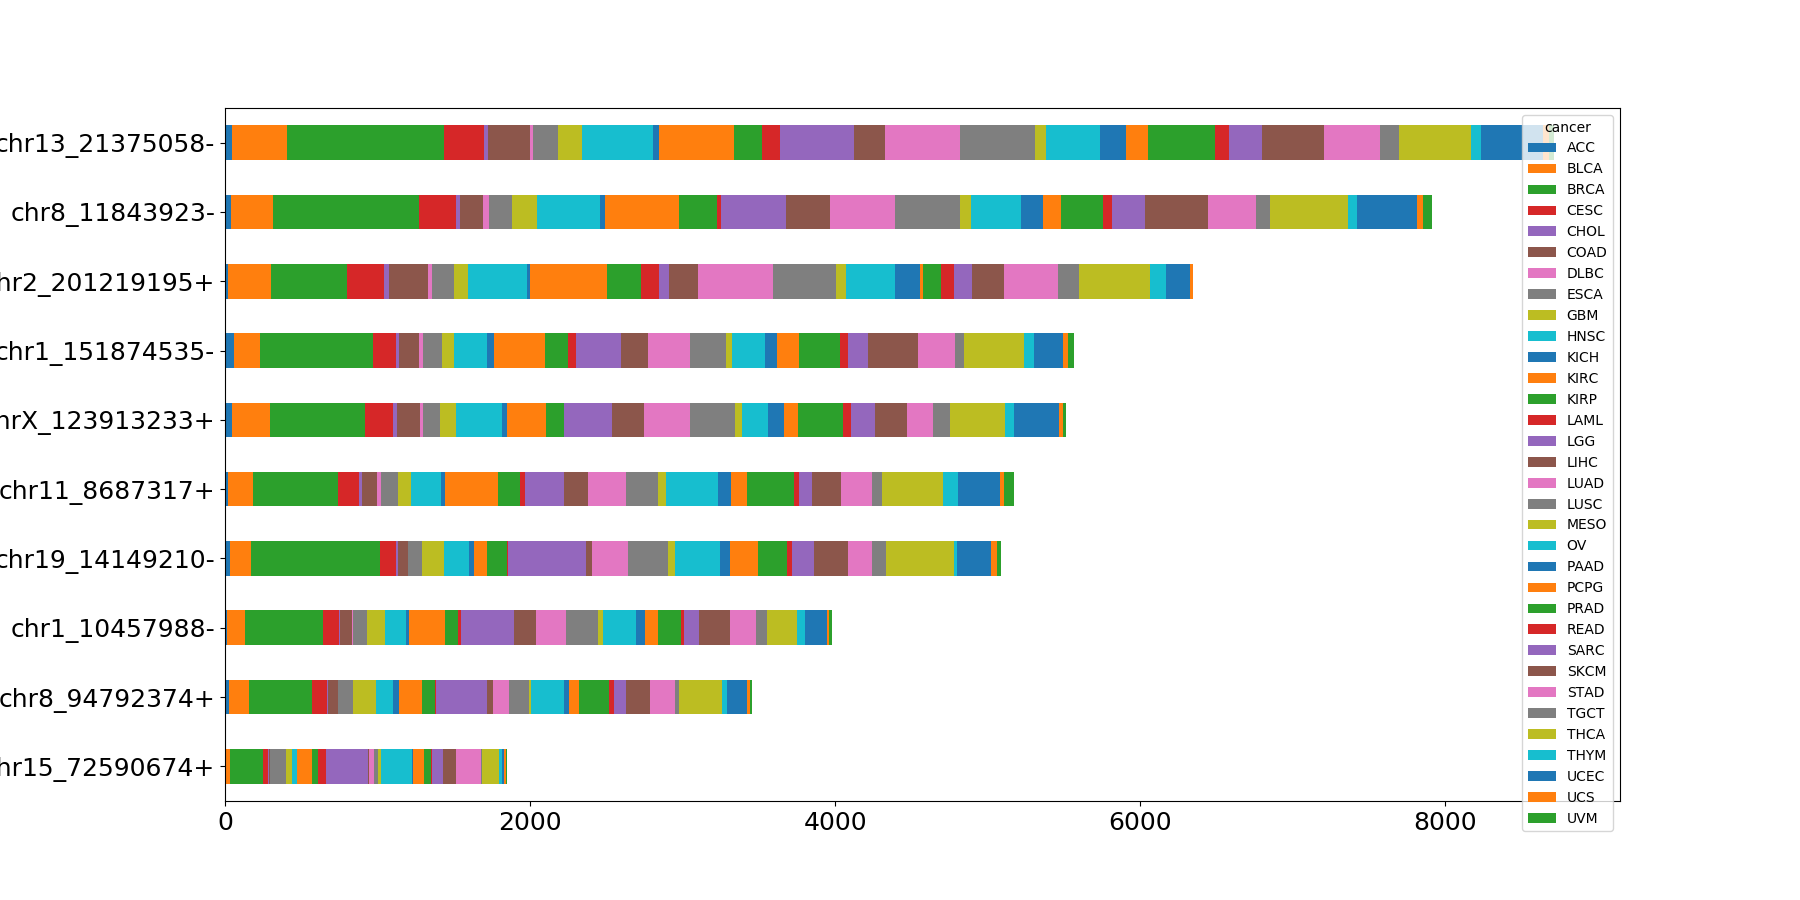 chr13_21375058-
chr8_11843923-
hr2_201219195+
chr1_151874535-
hrX_123913233+
chr11_8687317+
chr19_14149210-
chr1_10457988-
chr8_94792374+
hr15_72590674+
0
2000
4000
6000
8000
cancer
ACC
BLCA
BRCA
CESC
CHOL
COAD
DLBC
ESCA
GBM
HNSC
KICH
KIRC
KIRP
LAML
LGG
LIHC
LUAD
LUSC
MESO
OV
PAAD
PCPG
PRAD
READ
SARC
SKCM
STAD
TGCT
THCA
THYM
UCEC
UCS
UVM